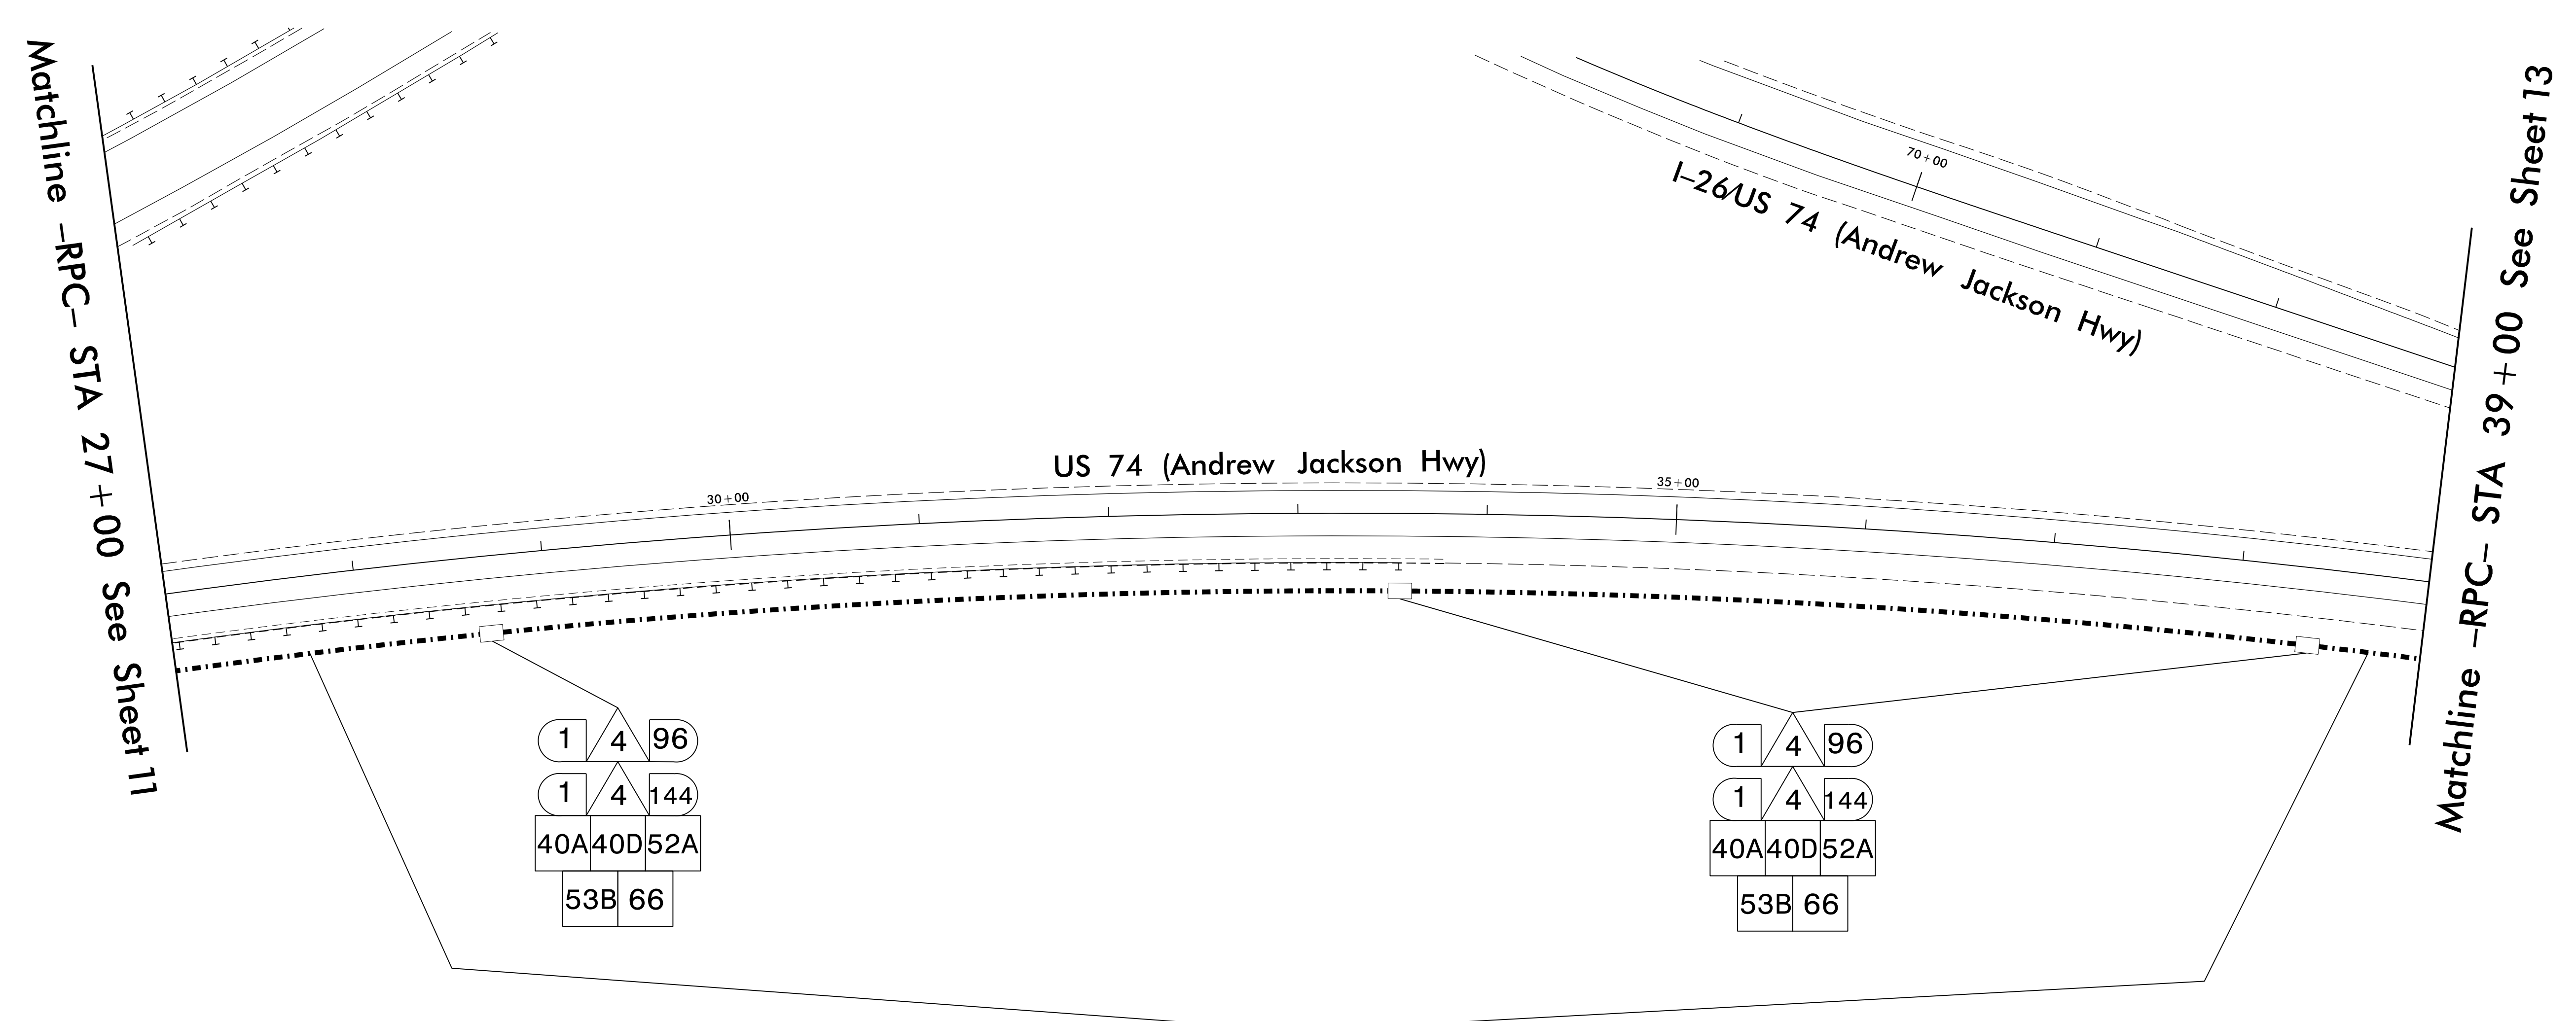 Matchline –RPC– STA 27+00 See Sheet 11
70+00
I–26/US 74 (Andrew Jackson Hwy)
Matchline –RPC– STA 39+00 See Sheet 13
US 74 (Andrew Jackson Hwy)
30+00
35+00
1 4 96
1 4 144
40A 40D 52A
53B 66
1 4 96
1 4 144
40A 40D 52A
53B 66